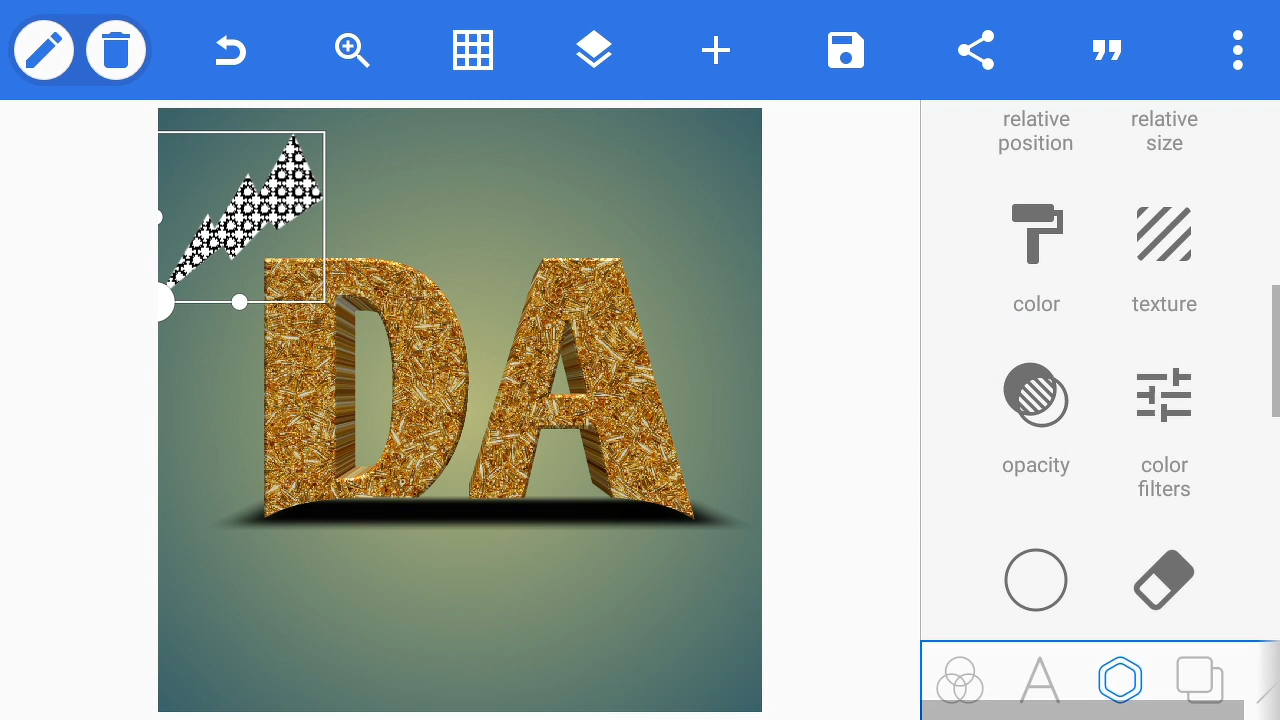 relative
position
relative
size
DA
color
texture
opacity
color
filters